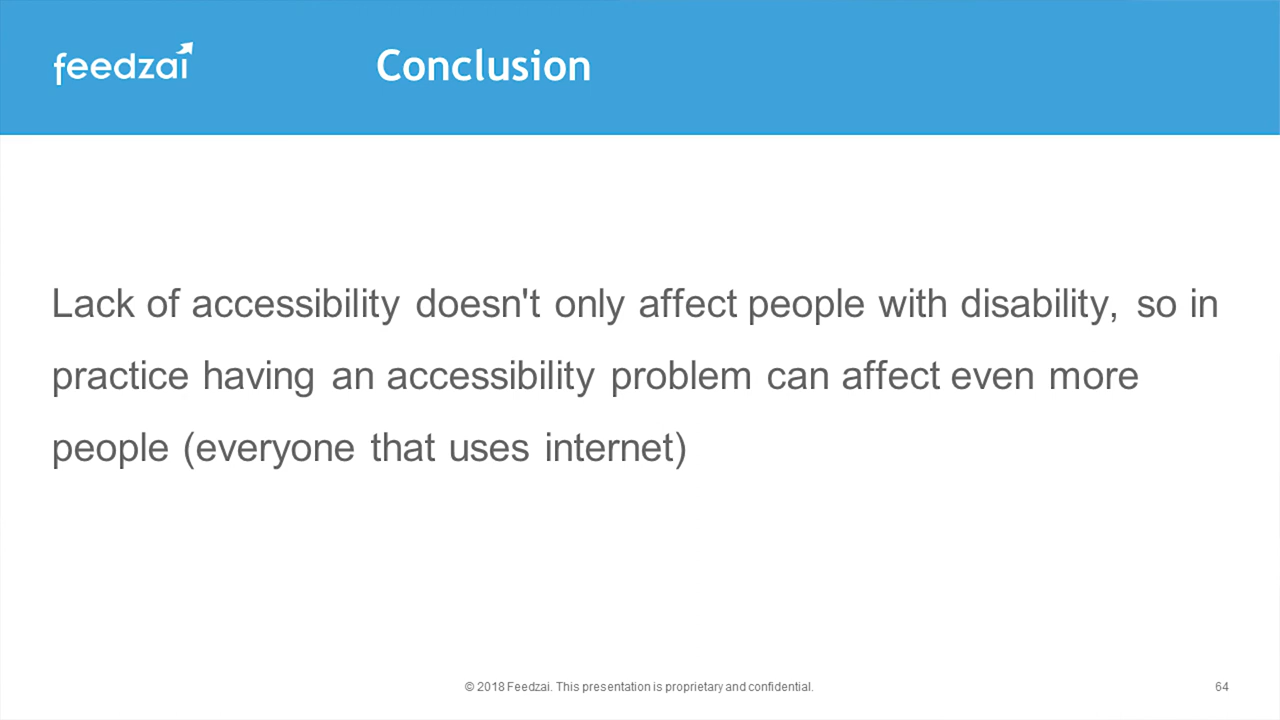 feedzai
Conclusion
Lack of accessibility doesn't only affect people with disability, so in
practice having an accessibility problem can affect even more
people (everyone that uses internet)
© 2018 Feedzai. This presentation is proprietary and confidential.
64